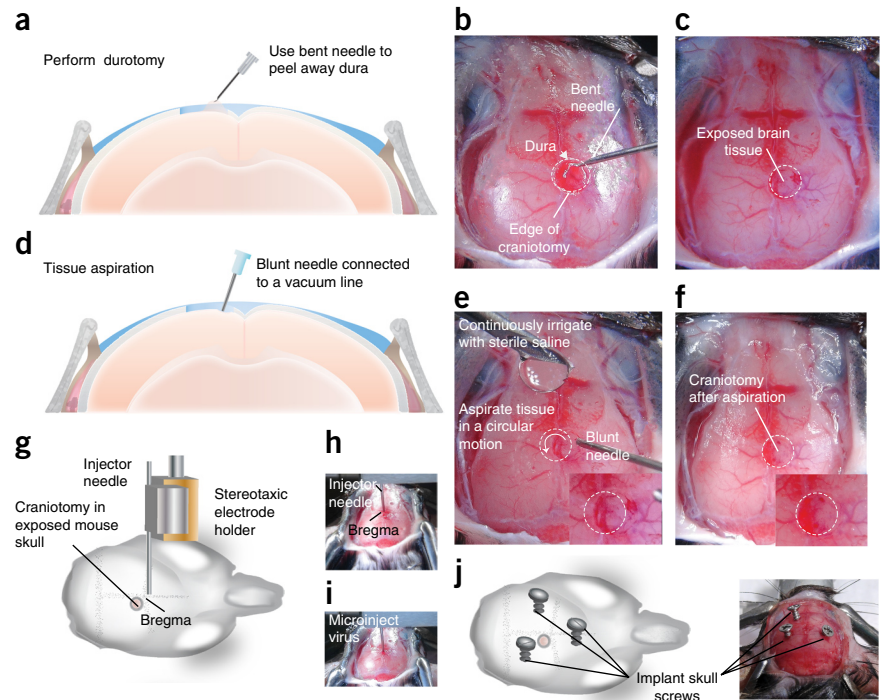 a
Perform durotomy
Use bent needle to
peel away dura
b
Bent
needle
Dura
Edge of
craniotomy
c
Exposed brain
tissue
d
Tissue aspiration
Blunt needle connected
to a vacuum line
e
Continuously irrigate
with sterile saline
Aspirate tissue
in a circular
motion
Blunt
needle
f
Craniotomy
after aspiration
g
Injector
needle
Craniotomy in
exposed mouse
skull
Stereotaxic
electrode
holder
Bregma
h
Injector
needle
Bregma
i
Microinject
virus
j
Implant skull
screws